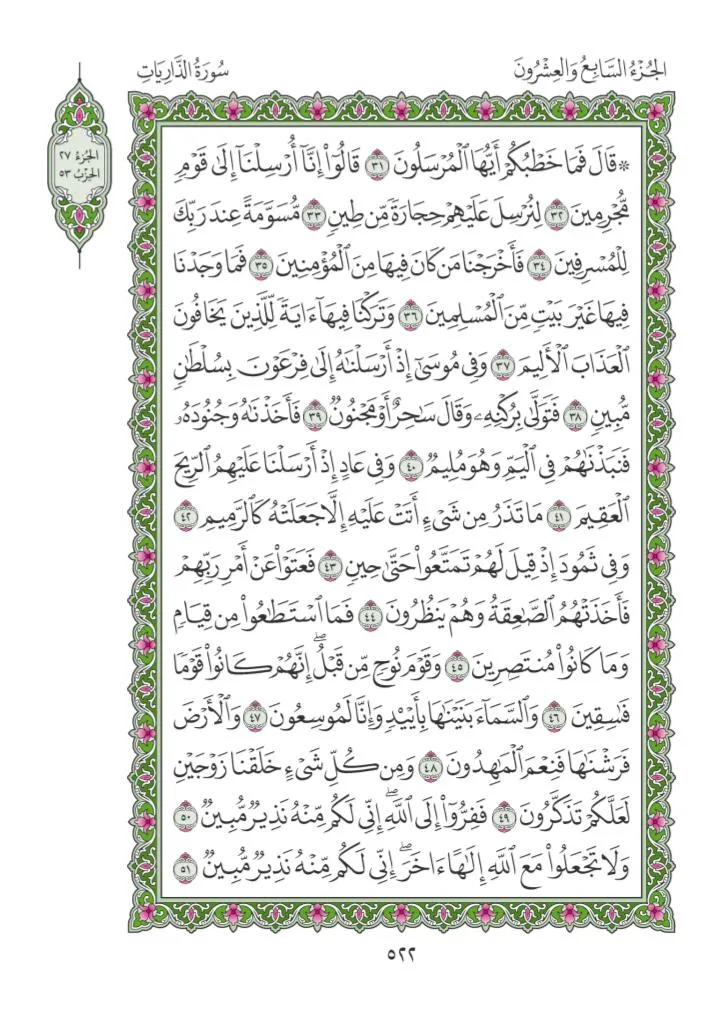 الجُزْءُ السَّابِعُ وَالعِشْرُونَ
سُورَةُ الذَّارِيَاتِ
الجُزءُ ٢٧
الحِزْبُ ٥٣
* قَالَ فَمَا خَطْبُكُمْ أَيُّهَا ٱلْمُرْسَلُونَ ٣١ قَالُوٓا۟ إِنَّآ أُرْسِلْنَآ إِلَىٰ قَوْمٍ
مُّجْرِمِينَ ٣٢ لِنُرْسِلَ عَلَيْهِمْ حِجَارَةً مِّن طِينٍ ٣٣ مُّسَوَّمَةً عِندَ رَبِّكَ
لِلْمُسْرِفِينَ ٣٤ فَأَخْرَجْنَا مَن كَانَ فِيهَا مِنَ ٱلْمُؤْمِنِينَ ٣٥ فَمَا وَجَدْنَا
فِيهَا غَيْرَ بَيْتٍ مِّنَ ٱلْمُسْلِمِينَ ٣٦ وَتَرَكْنَا فِيهَآ ءَايَةً لِّلَّذِينَ يَخَافُونَ
ٱلْعَذَابَ ٱلْأَلِيمَ ٣٧ وَفِى مُوسَىٰٓ إِذْ أَرْسَلْنَٰهُ إِلَىٰ فِرْعَوْنَ بِسُلْطَٰنٍ
مُّبِينٍ ٣٨ فَتَوَلَّىٰ بِرُكْنِهِۦ وَقَالَ سَٰحِرٌ أَوْ مَجْنُونٌ ٣٩ فَأَخَذْنَٰهُ وَجُنُودَهُۥ
فَنَبَذْنَٰهُمْ فِى ٱلْيَمِّ وَهُوَ مُلِيمٌ ٤٠ وَفِى عَادٍ إِذْ أَرْسَلْنَا عَلَيْهِمُ ٱلرِّيحَ
ٱلْعَقِيمَ ٤١ مَا تَذَرُ مِن شَىْءٍ أَتَتْ عَلَيْهِ إِلَّا جَعَلَتْهُ كَٱلرَّمِيمِ ٤٢
وَفِى ثَمُودَ إِذْ قِيلَ لَهُمْ تَمَتَّعُوا۟ حَتَّىٰ حِينٍ ٤٣ فَعَتَوْا۟ عَنْ أَمْرِ رَبِّهِمْ
فَأَخَذَتْهُمُ ٱلصَّٰعِقَةُ وَهُمْ يَنظُرُونَ ٤٤ فَمَا ٱسْتَطَٰعُوا۟ مِن قِيَامٍ
وَمَا كَانُوا۟ مُنتَصِرِينَ ٤٥ وَقَوْمَ نُوحٍ مِّن قَبْلُ ۖ إِنَّهُمْ كَانُوا۟ قَوْمًا
فَٰسِقِينَ ٤٦ وَٱلسَّمَآءَ بَنَيْنَٰهَا بِأَيْي۟دٍ وَإِنَّا لَمُوسِعُونَ ٤٧ وَٱلْأَرْضَ
فَرَشْنَٰهَا فَنِعْمَ ٱلْمَٰهِدُونَ ٤٨ وَمِن كُلِّ شَىْءٍ خَلَقْنَا زَوْجَيْنِ
لَعَلَّكُمْ تَذَكَّرُونَ ٤٩ فَفِرُّوٓا۟ إِلَى ٱللَّهِ ۖ إِنِّى لَكُم مِّنْهُ نَذِيرٌ مُّبِينٌ ٥٠
وَلَا تَجْعَلُوا۟ مَعَ ٱللَّهِ إِلَٰهًا ءَاخَرَ ۖ إِنِّى لَكُم مِّنْهُ نَذِيرٌ مُّبِينٌ ٥١
٥٢٢